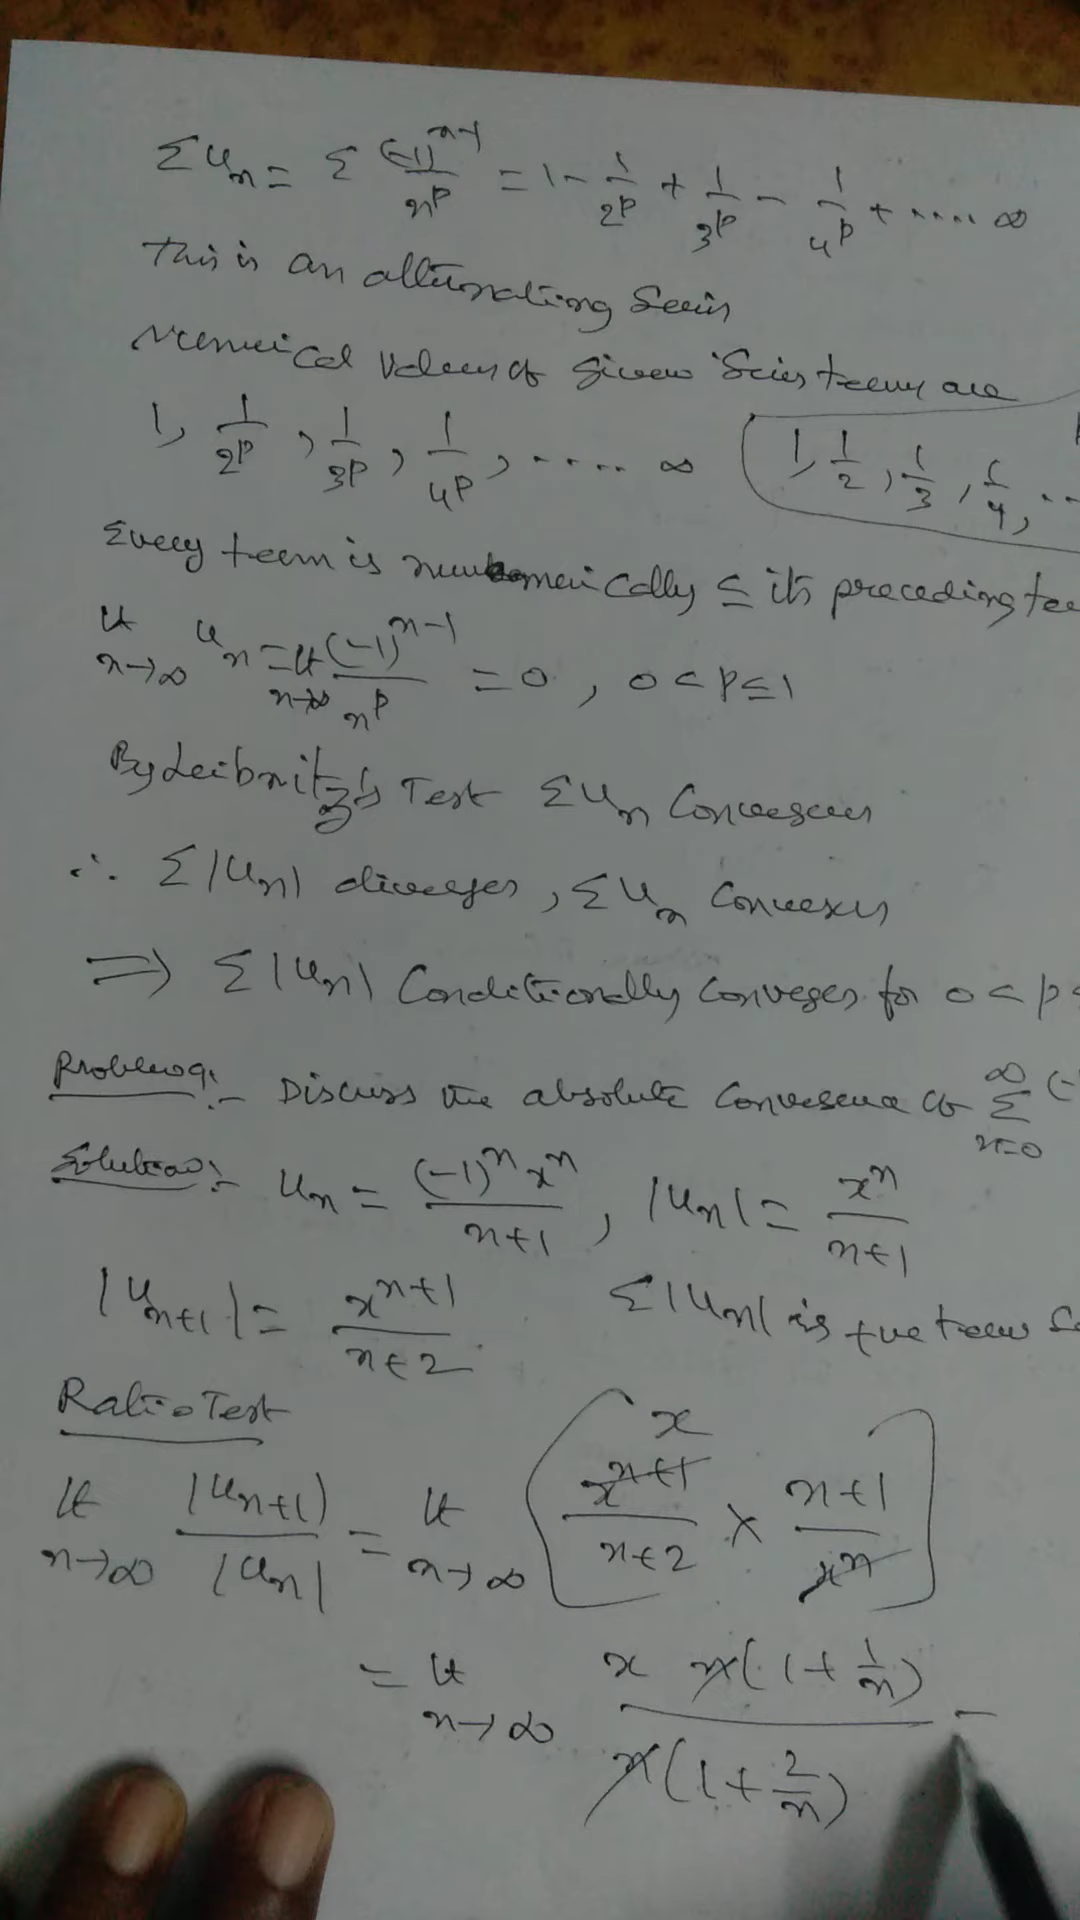 Σ uₙ = Σ (-1)ⁿ⁻¹/nᵖ = 1 - 1/2ᵖ + 1/3ᵖ - 1/4ᵖ + ..... ∞
This is an alternating Series
Numerical values of given Series terms are
1, 1/2ᵖ, 1/3ᵖ, 1/4ᵖ, ..... ∞ 1, 1/2, 1/3, 1/4, ..
Every term is numerically ≤ its preceding te
Lt n→∞ uₙ = Lt n→∞ (-1)ⁿ⁻¹/nᵖ = 0, 0 < p ≤ 1
By Leibnitz's Test Σuₙ Converges
∴ Σ|uₙ| diverges, Σuₙ Converges
⇒ Σ|uₙ| Conditionally Converges for 0 < p
Problem:- Discuss the absolute Convergence of ∞ Σ n=0 (-
Solution:- uₙ = (-1)ⁿ xⁿ/n+1, |uₙ| = xⁿ/n+1
|uₙ₊₁| = xⁿ⁺¹/n+2 Σ|uₙ| is +ve term Se
Ratio Test
Lt n→∞ |uₙ₊₁|/|uₙ| = Lt n→∞ ( x xⁿ⁺¹/n+2 × n+1/xⁿ )
= Lt n→∞ x n(1 + 1/n)/n(1 + 2/n) =